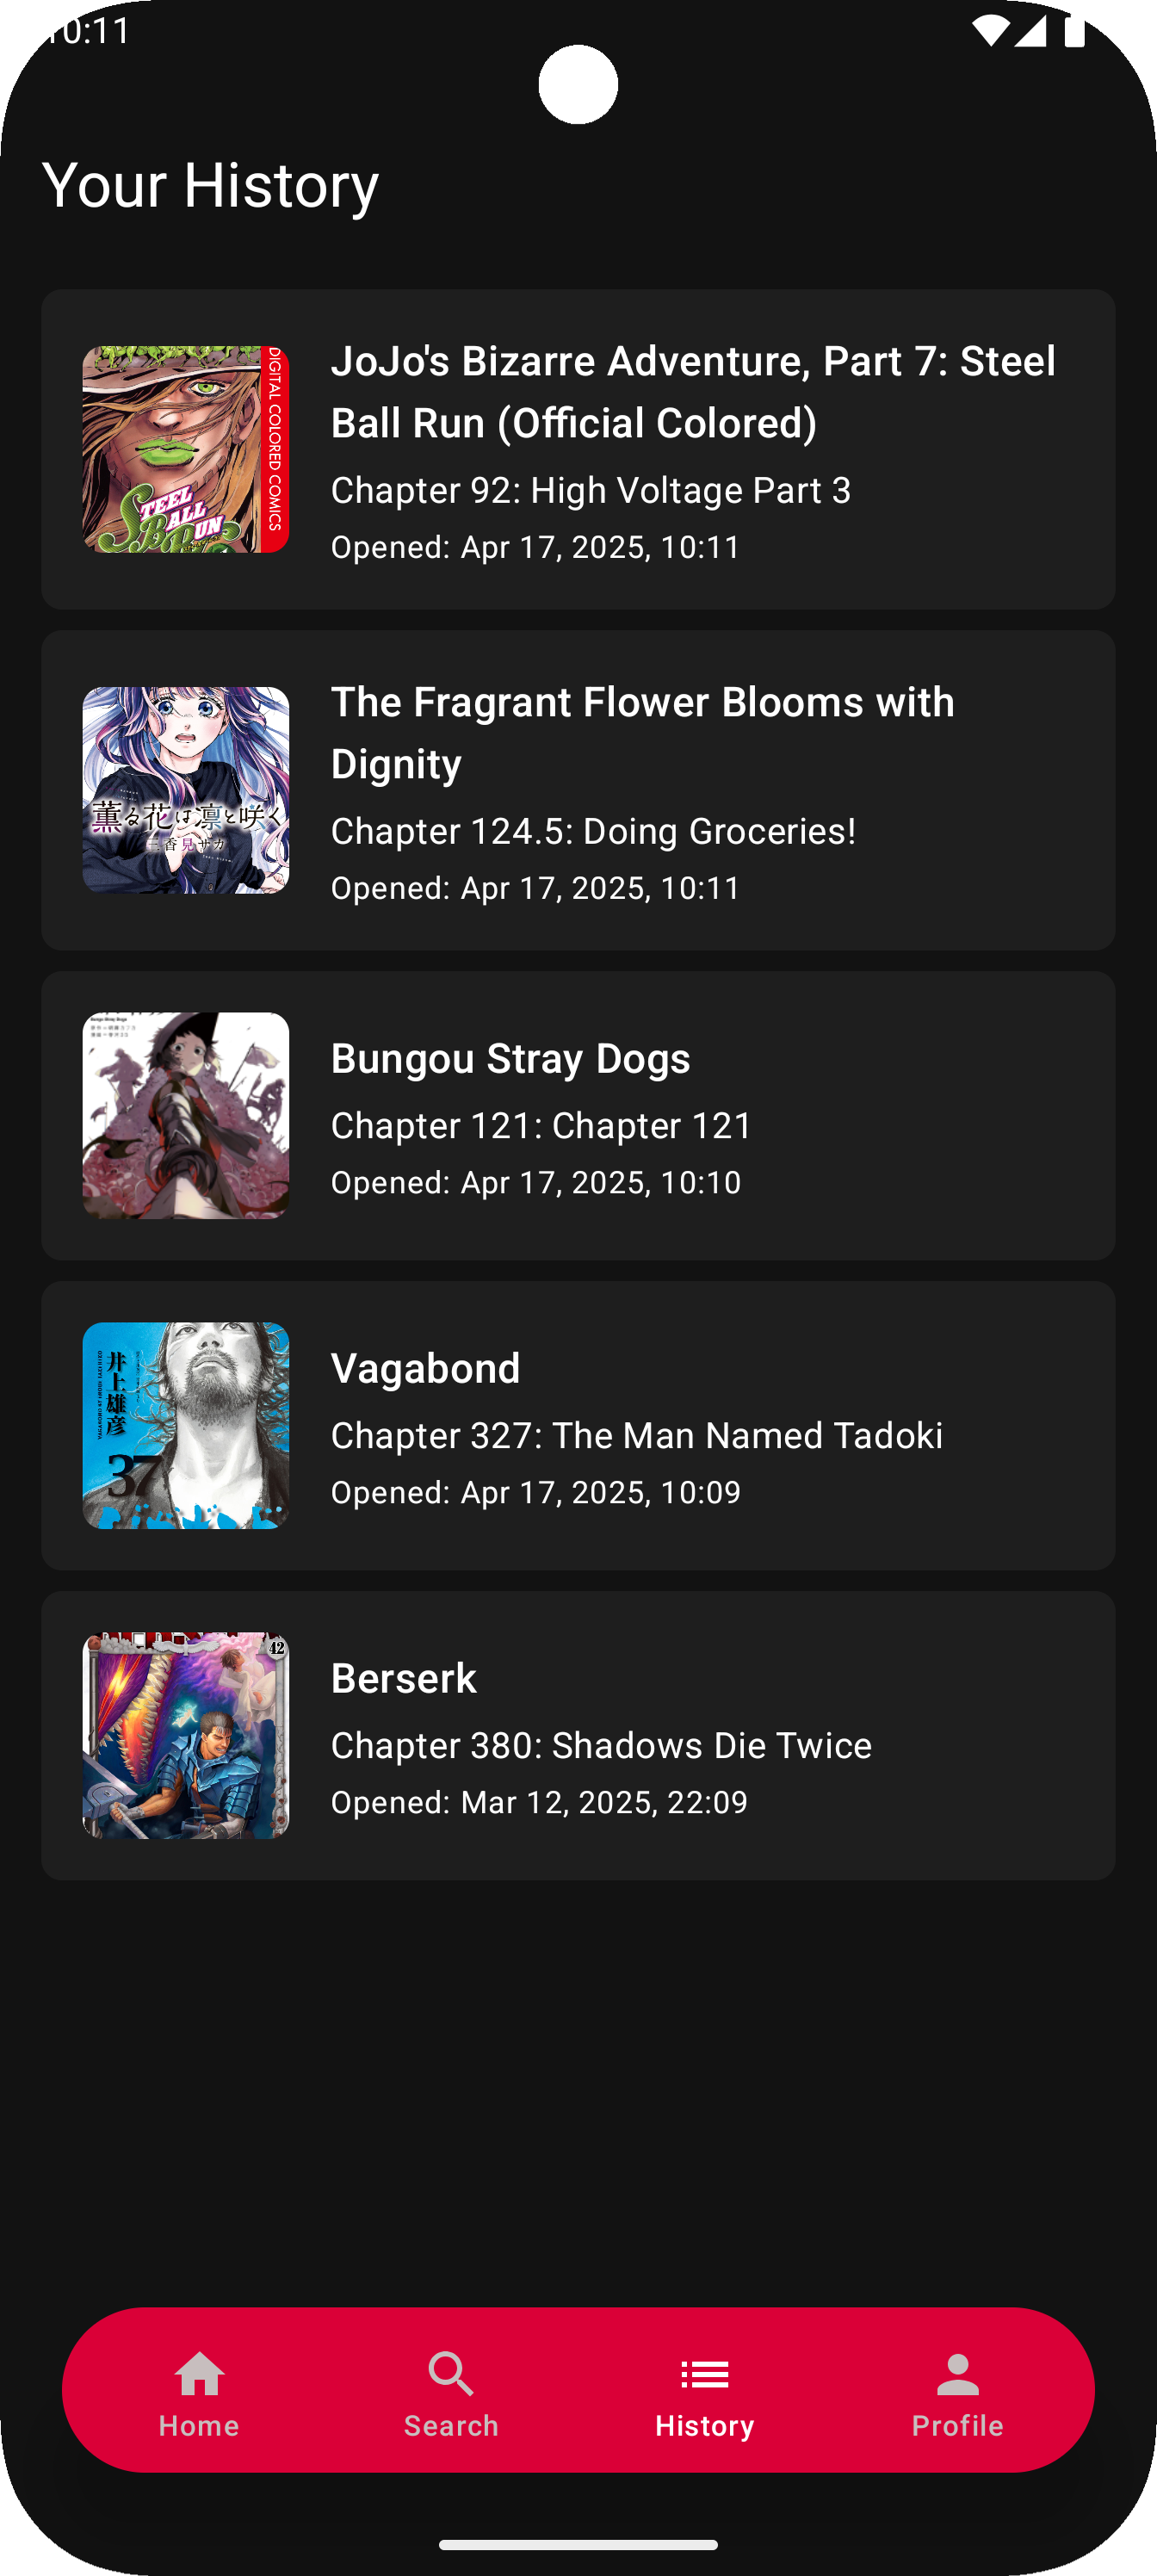 10:11
Your History
JoJo's Bizarre Adventure, Part 7: Steel
Ball Run (Official Colored)
Chapter 92: High Voltage Part 3
Opened: Apr 17, 2025, 10:11
DIGITAL COLORED COMICS
STEEL
BALL
RUN
The Fragrant Flower Blooms with
Dignity
Chapter 124.5: Doing Groceries!
Opened: Apr 17, 2025, 10:11
薫る花は凛と咲く
三香見サカ
Bungou Stray Dogs
Chapter 121: Chapter 121
Opened: Apr 17, 2025, 10:10
Bungo Stray Dogs
Vagabond
Chapter 327: The Man Named Tadoki
Opened: Apr 17, 2025, 10:09
井上雄彦
37
Berserk
Chapter 380: Shadows Die Twice
Opened: Mar 12, 2025, 22:09
42
Home
Search
History
Profile